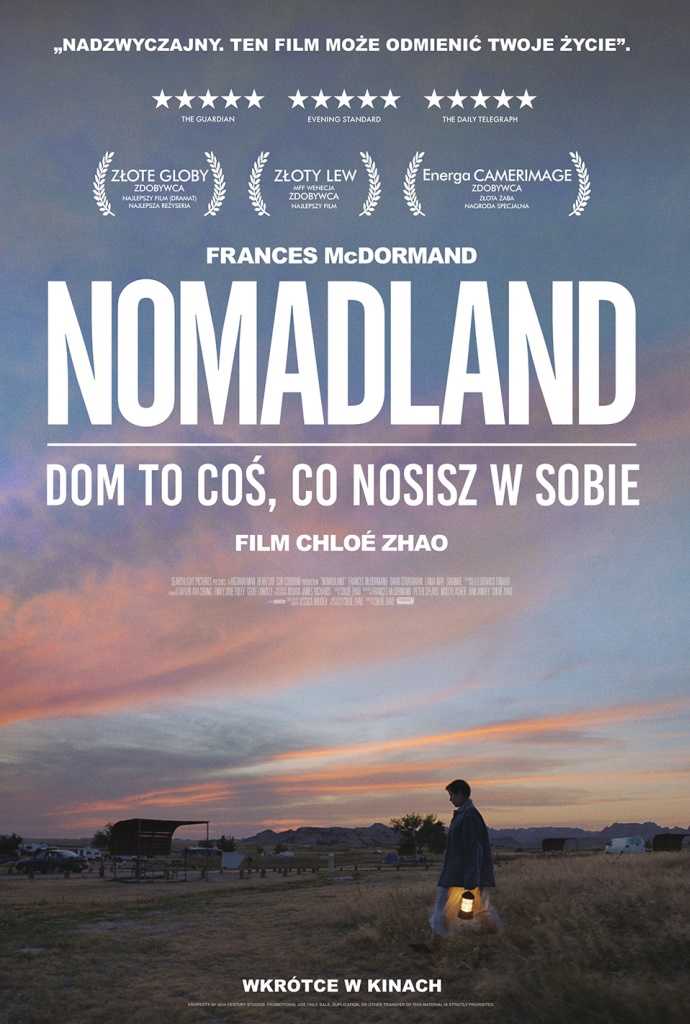 „NADZWYCZAJNY. TEN FILM MOŻE ODMIENIĆ TWOJE ŻYCIE”.
★★★★★ ★★★★★ ★★★★★
THE GUARDIAN EVENING STANDARD THE DAILY TELEGRAPH
ZŁOTE GLOBY
ZDOBYWCA
NAJLEPSZY FILM (DRAMAT)
NAJLEPSZA REŻYSERIA
ZŁOTY LEW
MFF WENECJA
ZDOBYWCA
NAJLEPSZY FILM
Energa CAMERIMAGE
ZDOBYWCA
ZŁOTA ŻABA
NAGRODA SPECJALNA
FRANCES McDORMAND
NOMADLAND
DOM TO COŚ, CO NOSISZ W SOBIE
FILM CHLOÉ ZHAO
WKRÓTCE W KINACH